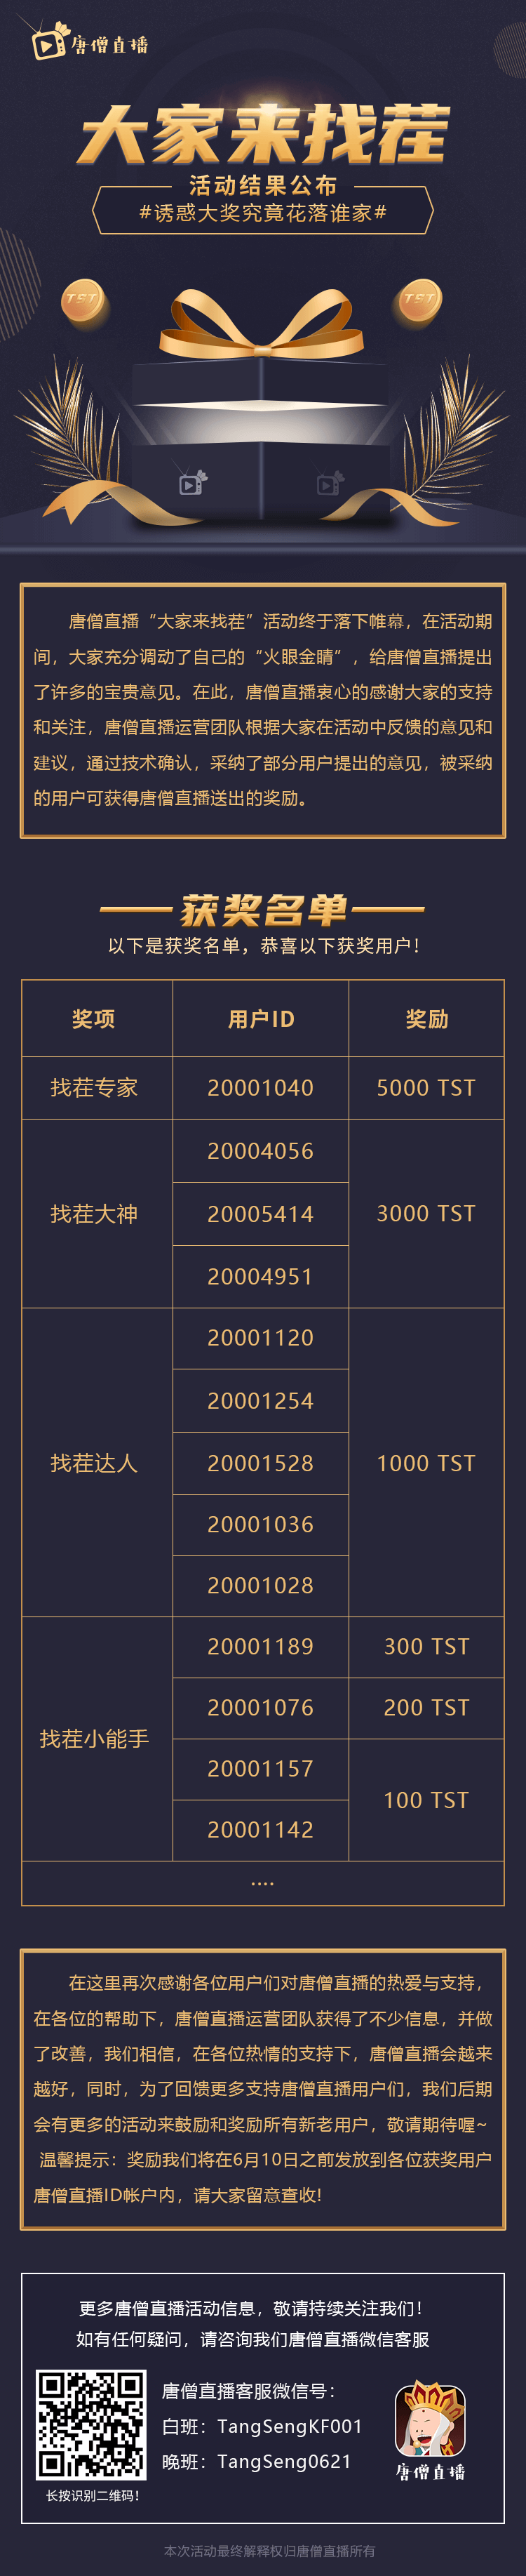 唐僧直播
大家来找茬
活动结果公布
#诱惑大奖究竟花落谁家#
TST
TST
唐僧直播“大家来找茬”活动终于落下帷幕，在活动期
间，大家充分调动了自己的“火眼金睛”，给唐僧直播提出
了许多的宝贵意见。在此，唐僧直播衷心的感谢大家的支持
和关注，唐僧直播运营团队根据大家在活动中反馈的意见和
建议，通过技术确认，采纳了部分用户提出的意见，被采纳
的用户可获得唐僧直播送出的奖励。
获奖名单
以下是获奖名单，恭喜以下获奖用户!
奖项 用户ID 奖励
找茬专家 20001040 5000 TST
20004056
找茬大神 20005414 3000 TST
20004951
20001120
20001254
找茬达人 20001528 1000 TST
20001036
20001028
20001189 300 TST
20001076 200 TST
找茬小能手
20001157
100 TST
20001142
....
在这里再次感谢各位用户们对唐僧直播的热爱与支持，
在各位的帮助下，唐僧直播运营团队获得了不少信息，并做
了改善，我们相信，在各位热情的支持下，唐僧直播会越来
越好，同时，为了回馈更多支持唐僧直播用户们，我们后期
会有更多的活动来鼓励和奖励所有新老用户，敬请期待喔~
温馨提示：奖励我们将在6月10日之前发放到各位获奖用户
唐僧直播ID帐户内，请大家留意查收!
更多唐僧直播活动信息，敬请持续关注我们!
如有任何疑问，请咨询我们唐僧直播微信客服
唐僧直播客服微信号：
白班：TangSengKF001
晚班：TangSeng0621
长按识别二维码!
唐僧直播
本次活动最终解释权归唐僧直播所有